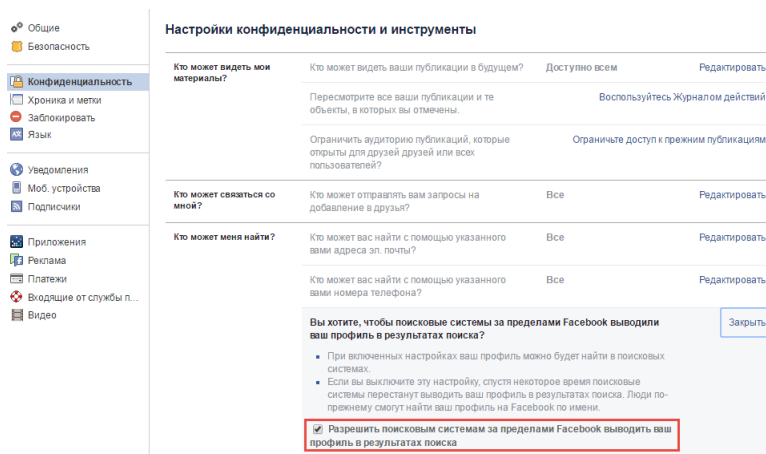 Общие
Безопасность
Конфиденциальность
Хроника и метки
Заблокировать
Язык
Уведомления
Моб. устройства
Подписчики
Приложения
Реклама
Платежи
Входящие от службы п...
Видео
Настройки конфиденциальности и инструменты
Кто может видеть мои
материалы?
Кто может видеть ваши публикации в будущем?
Доступно всем
Редактировать
Пересмотрите все ваши публикации и те
объекты, в которых вы отмечены.
Воспользуйтесь Журналом действий
Ограничить аудиторию публикаций, которые
открыты для друзей друзей или всех
пользователей?
Ограничьте доступ к прежним публикациям
Кто может связаться со
мной?
Кто может отправлять вам запросы на
добавление в друзья?
Все
Редактировать
Кто может меня найти?
Кто может вас найти с помощью указанного
вами адреса эл. почты?
Все
Редактировать
Кто может вас найти с помощью указанного
вами номера телефона?
Все
Редактировать
Вы хотите, чтобы поисковые системы за пределами Facebook выводили
ваш профиль в результатах поиска?
Закрыть
При включенных настройках ваш профиль можно будет найти в поисковых
системах.
Если вы выключите эту настройку, спустя некоторое время поисковые
системы перестанут выводить ваш профиль в результатах поиска. Люди по-
прежнему смогут найти ваш профиль на Facebook по имени.
Разрешить поисковым системам за пределами Facebook выводить ваш
профиль в результатах поиска